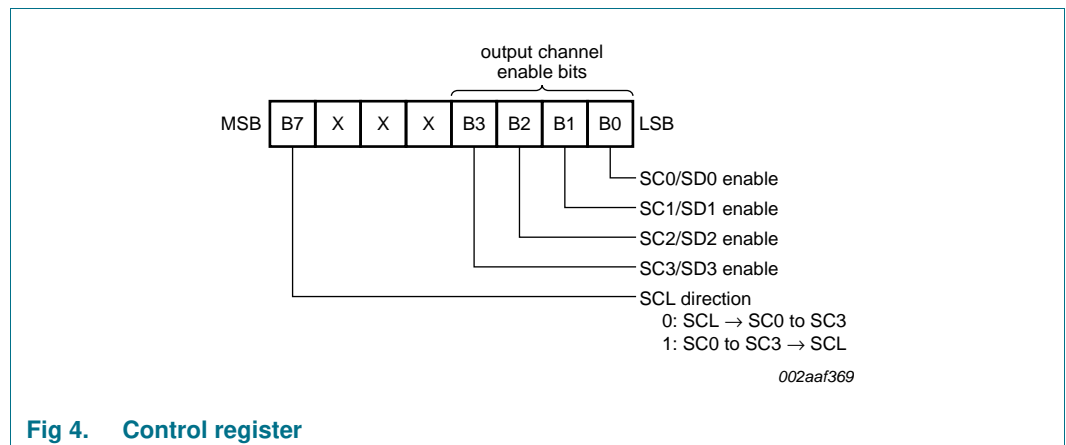 output channel
enable bits
MSB B7 X X X B3 B2 B1 B0 LSB
SC0/SD0 enable
SC1/SD1 enable
SC2/SD2 enable
SC3/SD3 enable
SCL direction
0: SCL → SC0 to SC3
1: SC0 to SC3 → SCL
002aaf369
Fig 4. Control register